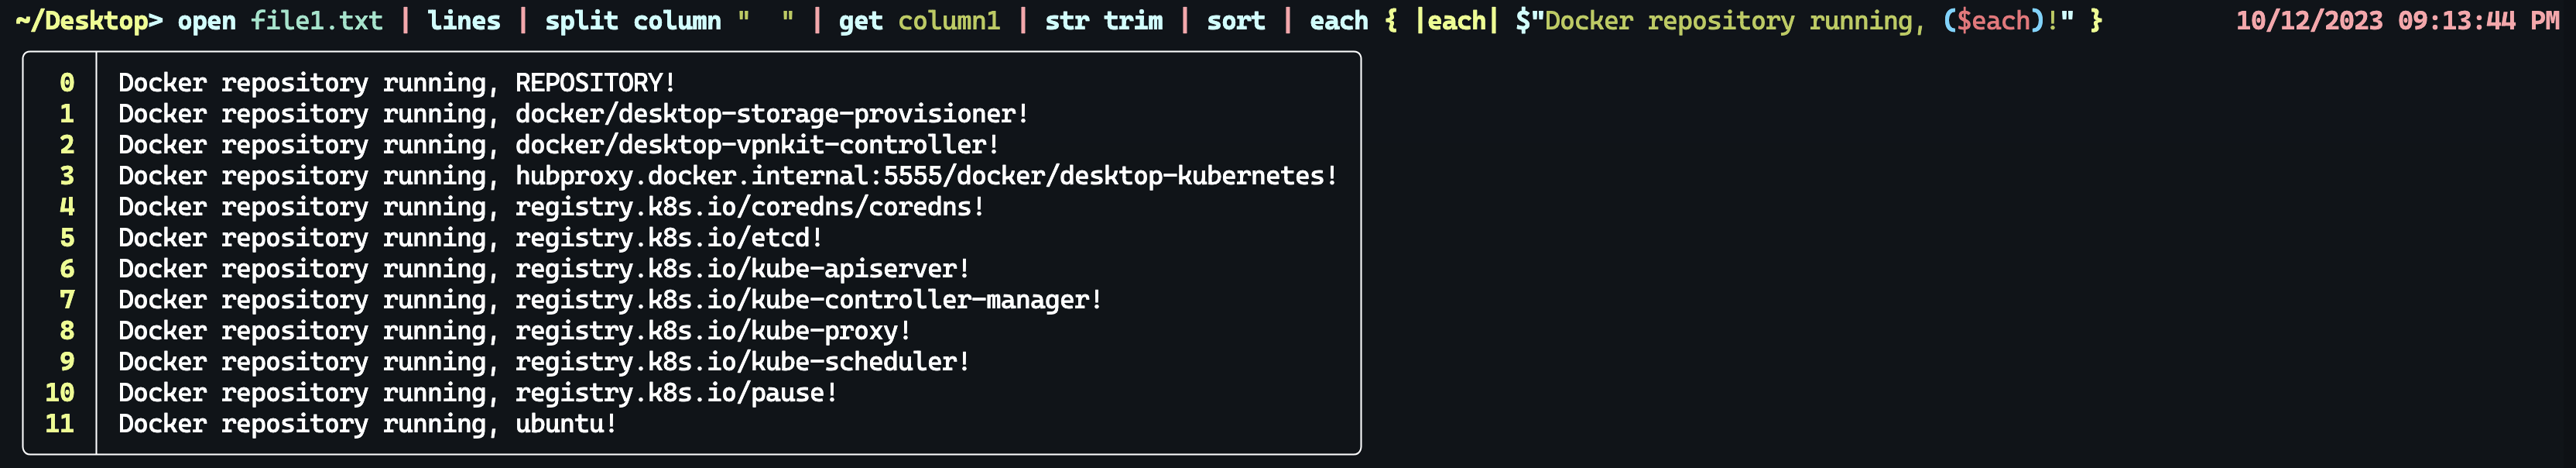 ~/Desktop> open file1.txt | lines | split column "  " | get column1 | str trim | sort | each { |each| $"Docker repository running, ($each)!" } 10/12/2023 09:13:44 PM
0 Docker repository running, REPOSITORY!
1 Docker repository running, docker/desktop-storage-provisioner!
2 Docker repository running, docker/desktop-vpnkit-controller!
3 Docker repository running, hubproxy.docker.internal:5555/docker/desktop-kubernetes!
4 Docker repository running, registry.k8s.io/coredns/coredns!
5 Docker repository running, registry.k8s.io/etcd!
6 Docker repository running, registry.k8s.io/kube-apiserver!
7 Docker repository running, registry.k8s.io/kube-controller-manager!
8 Docker repository running, registry.k8s.io/kube-proxy!
9 Docker repository running, registry.k8s.io/kube-scheduler!
10 Docker repository running, registry.k8s.io/pause!
11 Docker repository running, ubuntu!